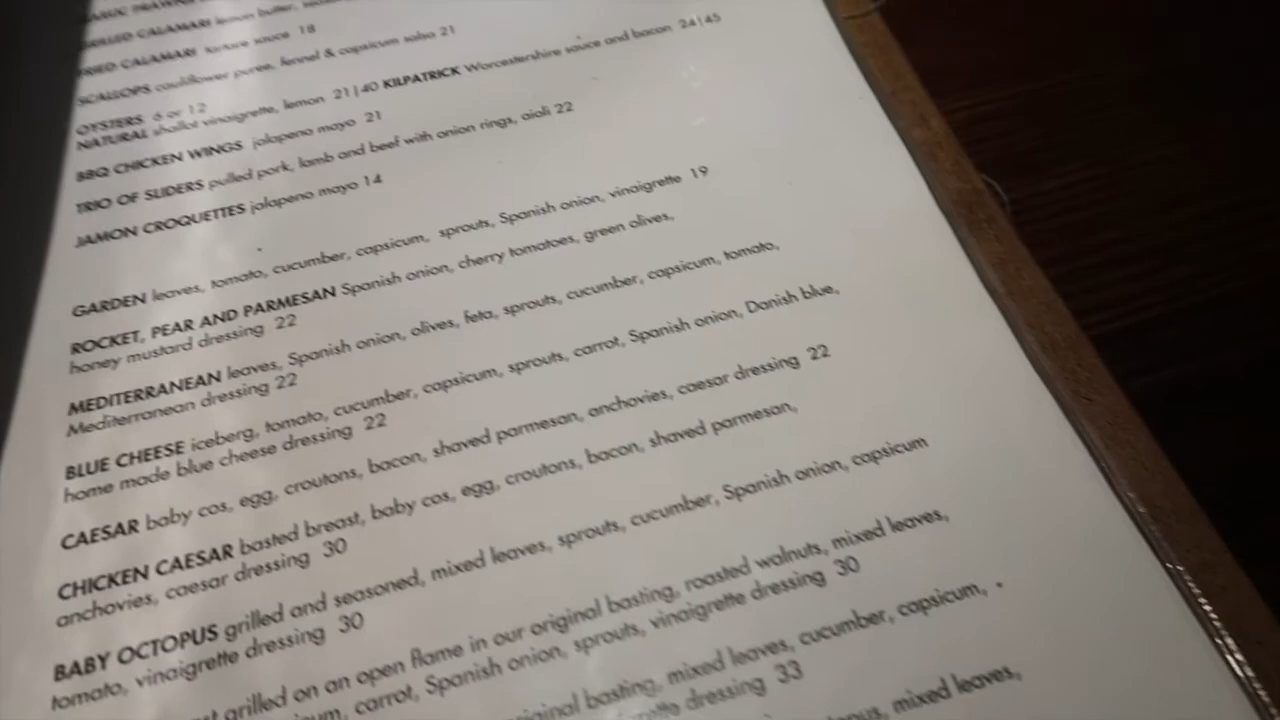 GRILLED CALAMARI lemon butter,
FRIED CALAMARI tartare sauce 18
SCALLOPS cauliflower puree, fennel & capsicum salsa 21
OYSTERS 6 or 12
NATURAL shallot vinaigrette, lemon 21|40 KILPATRICK Worcestershire sauce and bacon 24|45
BBQ CHICKEN WINGS jalapeno mayo 21
TRIO OF SLIDERS pulled pork, lamb and beef with onion rings, aioli 22
JAMON CROQUETTES jalapeno mayo 14
GARDEN leaves, tomato, cucumber, capsicum, sprouts, Spanish onion, vinaigrette 19
ROCKET, PEAR AND PARMESAN Spanish onion, cherry tomatoes, green olives,
honey mustard dressing 22
MEDITERRANEAN leaves, Spanish onion, olives, feta, sprouts, cucumber, capsicum, tomato,
Mediterranean dressing 22
BLUE CHEESE iceberg, tomato, cucumber, capsicum, sprouts, carrot, Spanish onion, Danish blue,
home made blue cheese dressing 22
CAESAR baby cos, egg, croutons, bacon, shaved parmesan, anchovies, caesar dressing 22
CHICKEN CAESAR basted breast, baby cos, egg, croutons, bacon, shaved parmesan,
anchovies, caesar dressing 30
BABY OCTOPUS grilled and seasoned, mixed leaves, sprouts, cucumber, Spanish onion, capsicum
tomato, vinaigrette dressing 30
grilled on an open flame in our original basting, roasted walnuts, mixed leaves,
carrot, Spanish onion, sprouts, vinaigrette dressing 30
original basting, mixed leaves, cucumber, capsicum,
dressing 33
mixed leaves,